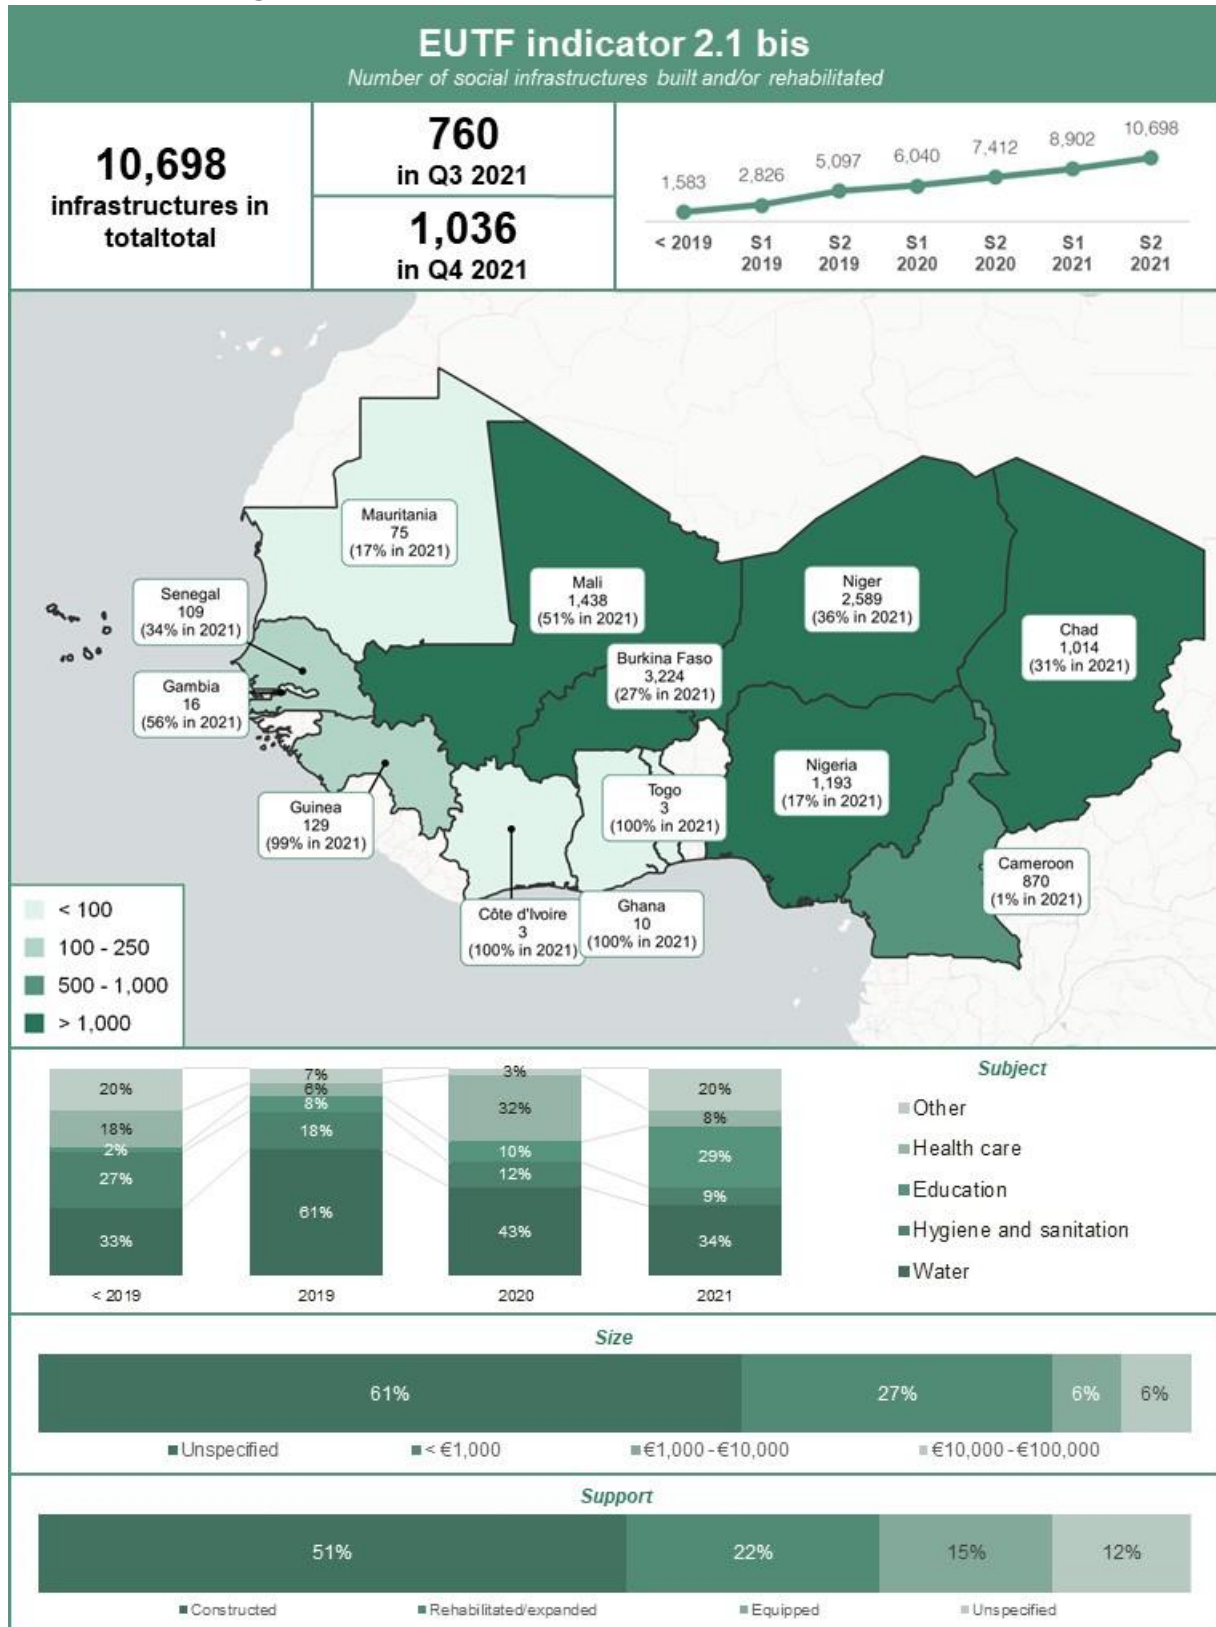 EUTF indicator 2.1 bis
Number of social infrastructures built and/or rehabilitated
10,698
infrastructures in
totaltotal
760
in Q3 2021
1,036
in Q4 2021
1,583
2,826
5,097
6,040
7,412
8,902
10,698
< 2019
S1
2019
S2
2019
S1
2020
S2
2020
S1
2021
S2
2021
Mauritania
75
(17% in 2021)
Senegal
109
(34% in 2021)
Mali
1,438
(51% in 2021)
Niger
2,589
(36% in 2021)
Chad
1,014
(31% in 2021)
Burkina Faso
3,224
(27% in 2021)
Gambia
16
(56% in 2021)
Nigeria
1,193
(17% in 2021)
Togo
3
(100% in 2021)
Guinea
129
(99% in 2021)
Cameroon
870
(1% in 2021)
Côte d'Ivoire
3
(100% in 2021)
Ghana
10
(100% in 2021)
< 100
100 - 250
500 - 1,000
> 1,000
20%
18%
2%
27%
33%
< 2019
7%
6%
8%
18%
61%
2019
3%
32%
10%
12%
43%
2020
20%
8%
29%
9%
34%
2021
Subject
Other
Health care
Education
Hygiene and sanitation
Water
Size
61% 27% 6% 6%
Unspecified < €1,000 €1,000 - €10,000 €10,000 - €100,000
Support
51% 22% 15% 12%
Constructed Rehabilitated/expanded Equipped Unspecified